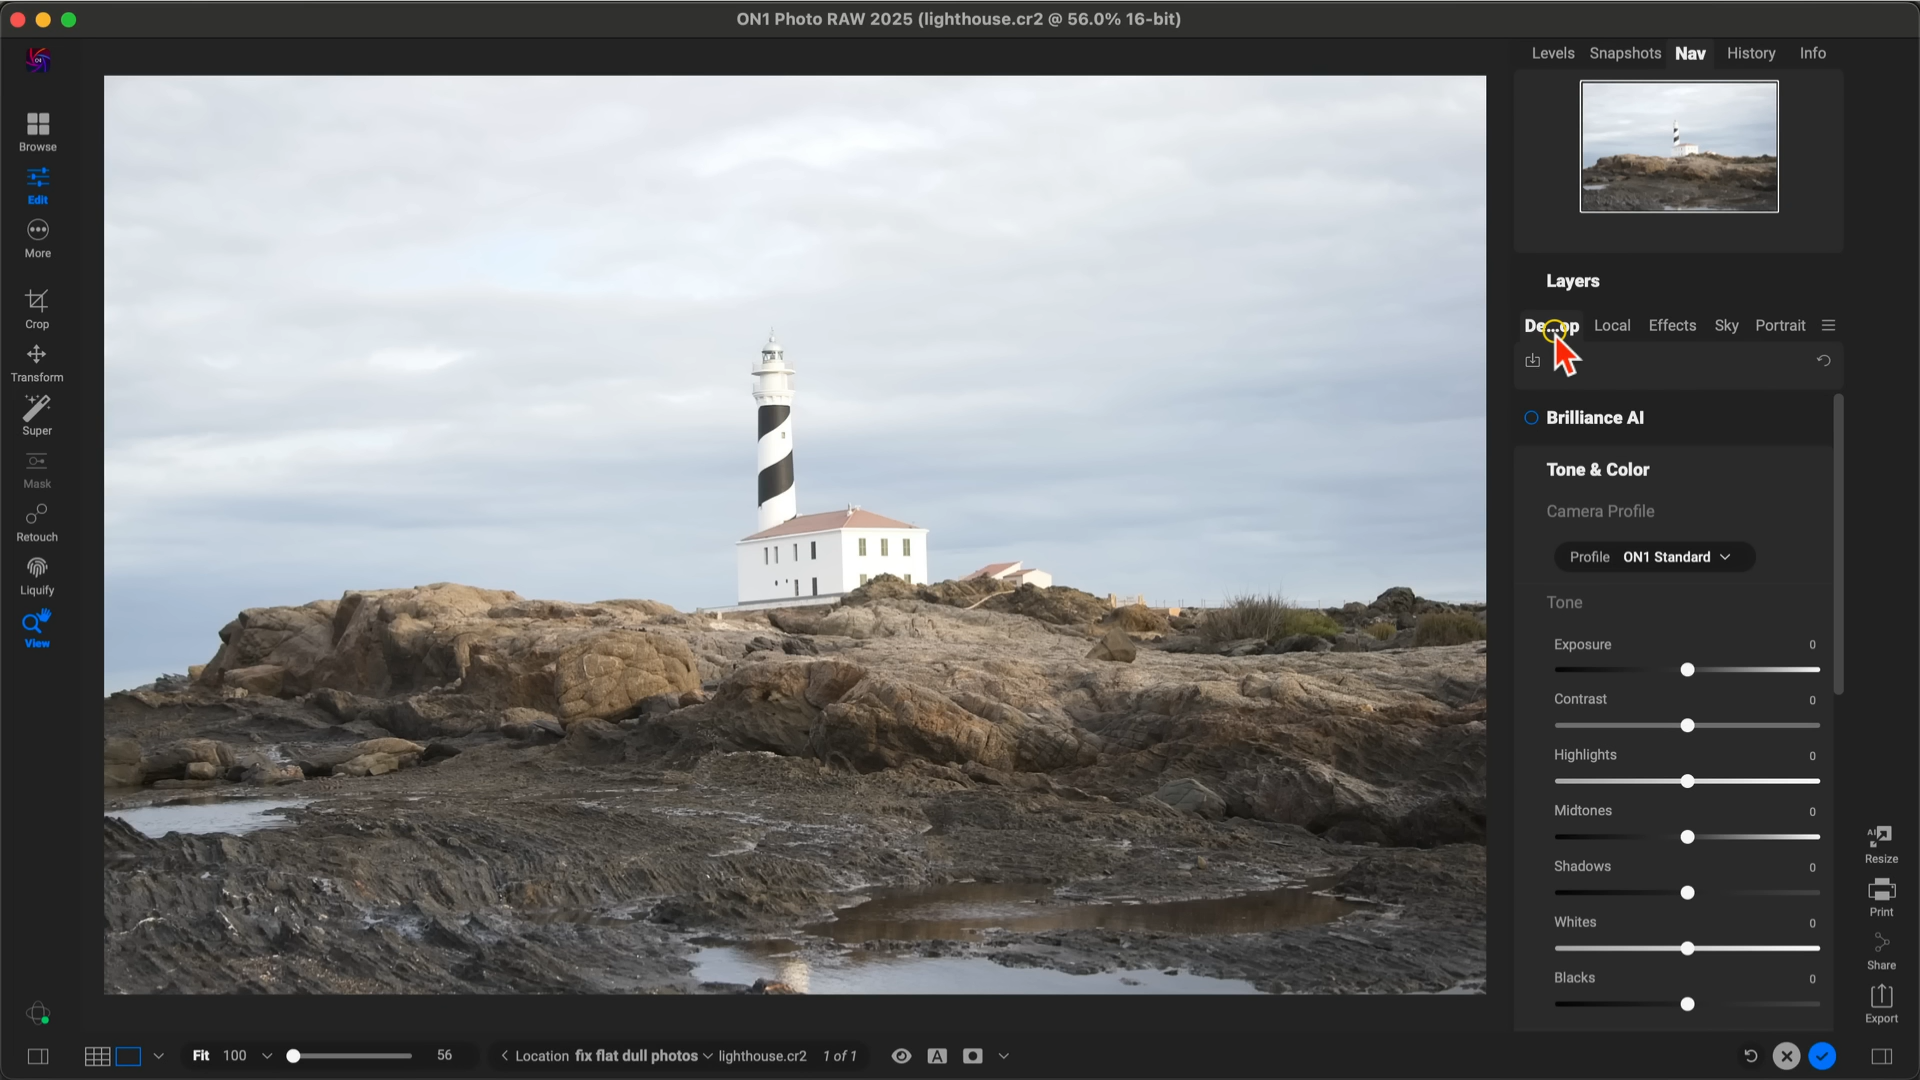 ON1 Photo RAW 2025 (lighthouse.cr2 @ 56.0% 16-bit)
Levels Snapshots Nav History Info
Browse
Edit
More
Crop
Transform
Super
Mask
Retouch
Liquify
View
Layers
De...op Local Effects Sky Portrait
Brilliance AI
Tone & Color
Camera Profile
Profile ON1 Standard
Tone
Exposure 0
Contrast 0
Highlights 0
Midtones 0
Shadows 0
Whites 0
Blacks 0
AI
Resize
Print
Share
Export
Fit 100 56 Location fix flat dull photos lighthouse.cr2 1 of 1 A